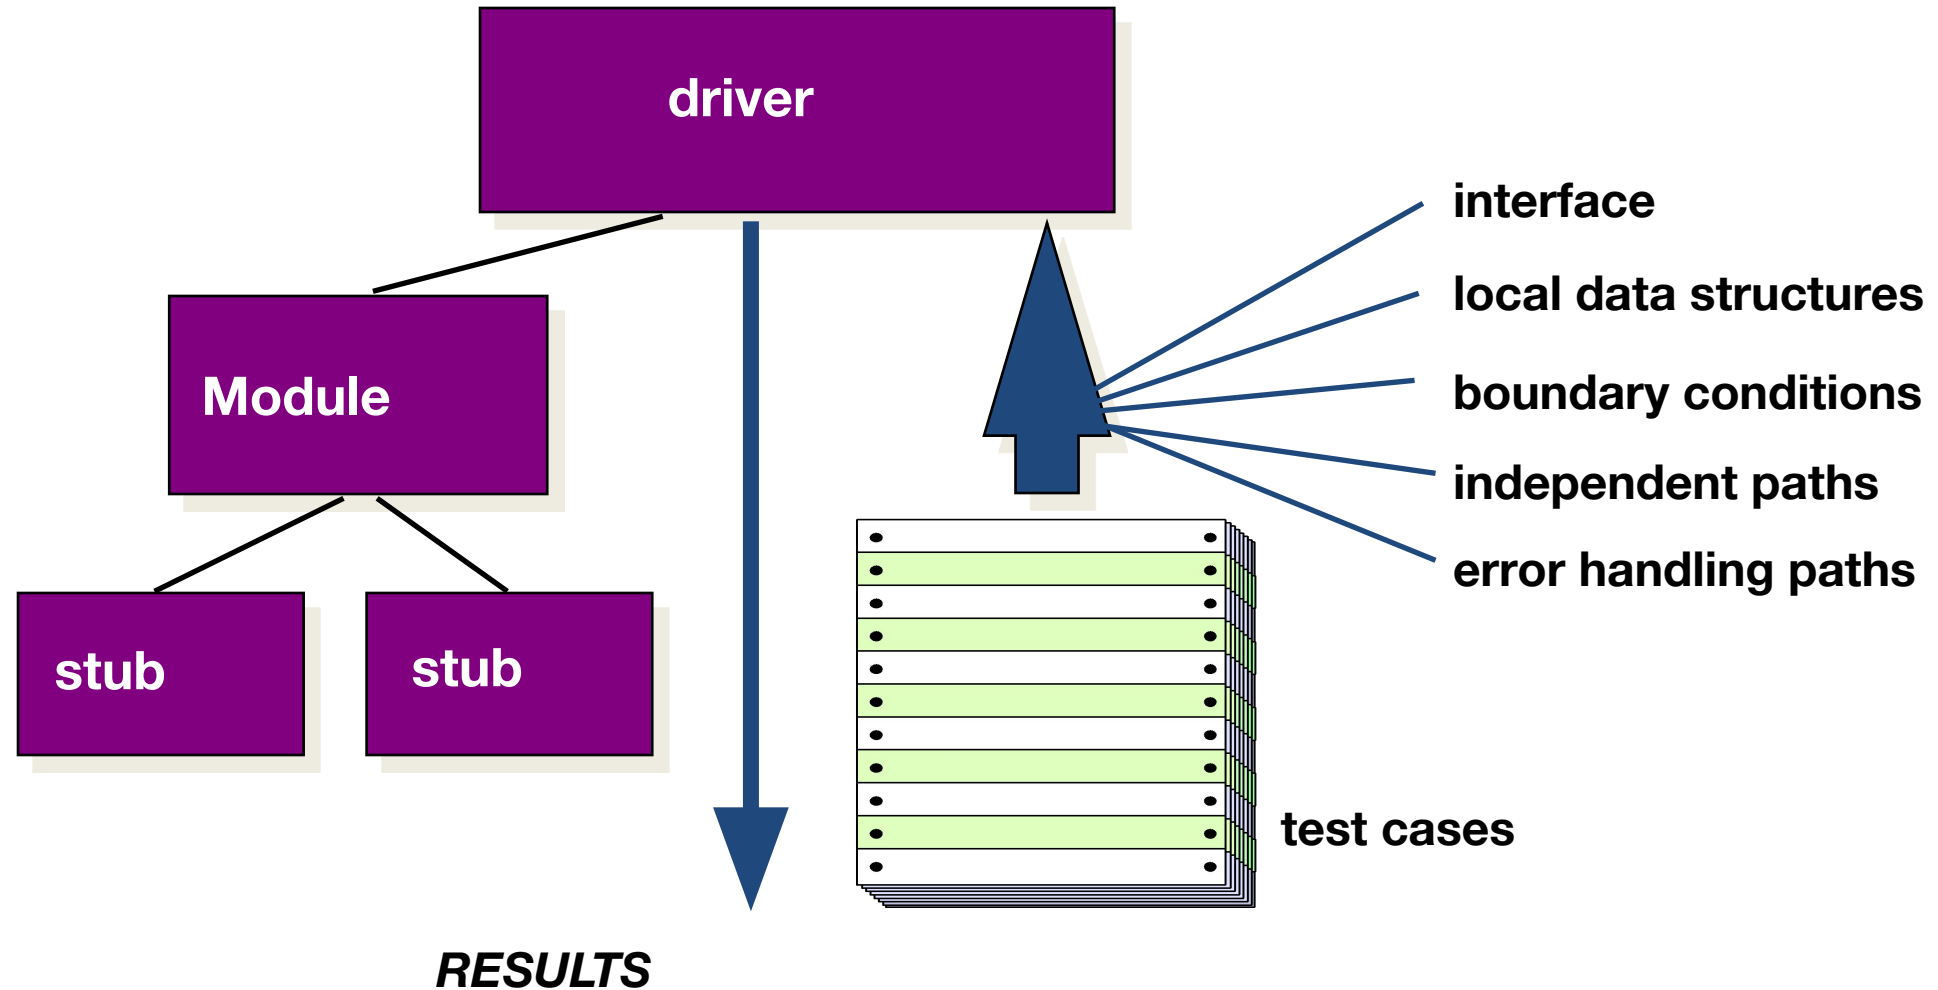 driver
interface
local data structures
Module
boundary conditions
independent paths
error handling paths
stub
stub
test cases
RESULTS